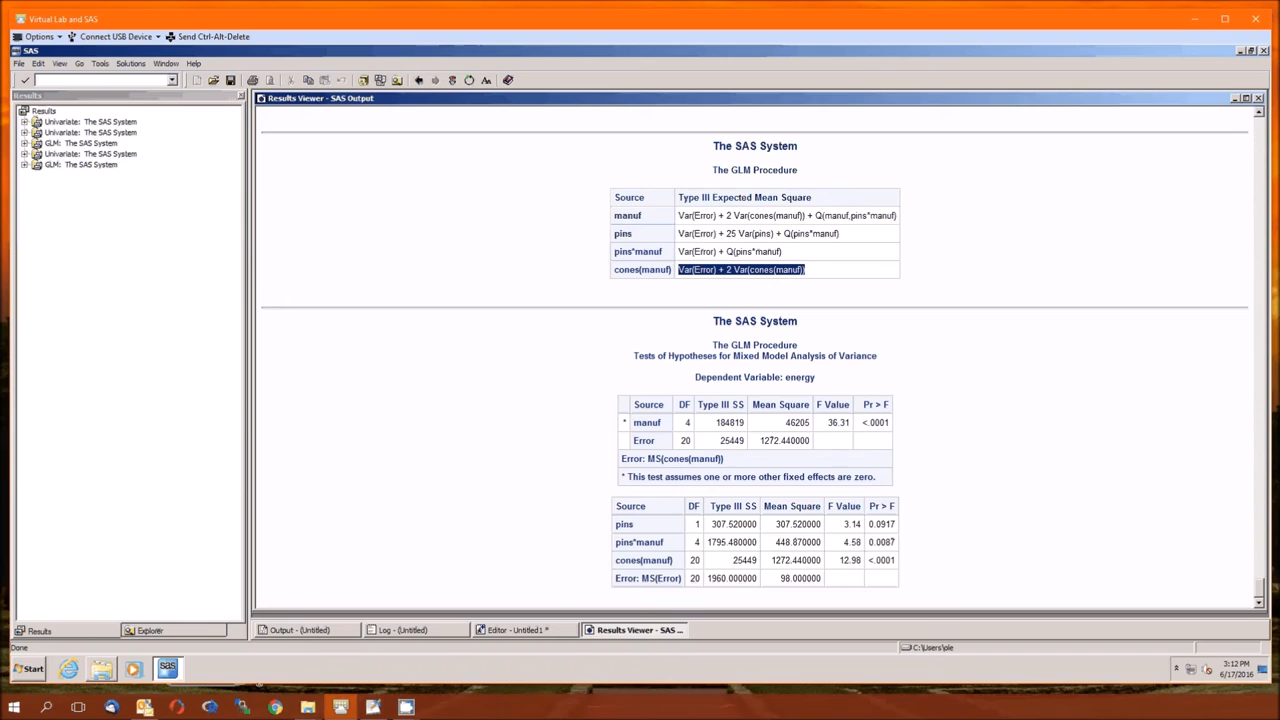 Virtual Lab and SAS
Options Connect USB Device Send Ctrl-Alt-Delete
SAS
File Edit View Go Tools Solutions Window Help
Results
Results Viewer - SAS Output
Results
Univariate: The SAS System
Univariate: The SAS System
GLM: The SAS System
Univariate: The SAS System
GLM: The SAS System
The SAS System
The GLM Procedure
Source Type III Expected Mean Square
manuf Var(Error) + 2 Var(cones(manuf)) + Q(manuf,pins*manuf)
pins Var(Error) + 25 Var(pins) + Q(pins*manuf)
pins*manuf Var(Error) + Q(pins*manuf)
cones(manuf) Var(Error) + 2 Var(cones(manuf))
The SAS System
The GLM Procedure
Tests of Hypotheses for Mixed Model Analysis of Variance
Dependent Variable: energy
Source DF Type III SS Mean Square F Value Pr > F
* manuf 4 184819 46205 36.31 <.0001
Error 20 25449 1272.440000
Error: MS(cones(manuf))
* This test assumes one or more other fixed effects are zero.
Source DF Type III SS Mean Square F Value Pr > F
pins 1 307.520000 307.520000 3.14 0.0917
pins*manuf 4 1795.480000 448.870000 4.58 0.0087
cones(manuf) 20 25449 1272.440000 12.98 <.0001
Error: MS(Error) 20 1960.000000 98.000000
Results Explorer
Output - (Untitled) Log - (Untitled) Editor - Untitled1 * Results Viewer - SAS ...
Done C:\Users\ple
Start sas 3:12 PM
6/17/2016